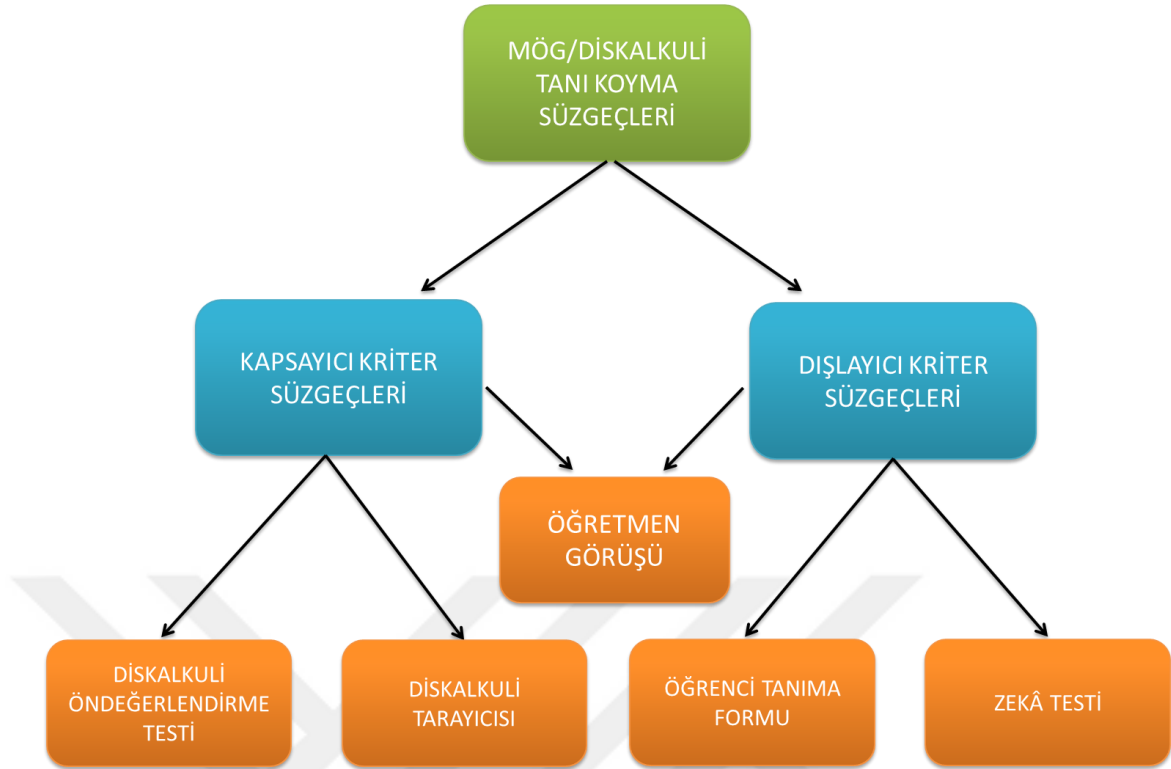 MÖG/DİSKALKULİ
TANI KOYMA
SÜZGEÇLERİ
KAPSAYICI KRİTER
SÜZGEÇLERİ
DIŞLAYICI KRİTER
SÜZGEÇLERİ
ÖĞRETMEN
GÖRÜŞÜ
DİSKALKULİ
ÖNDEĞERLENDİRME
TESTİ
DİSKALKULİ
TARAYICISI
ÖĞRENCİ TANIMA
FORMU
ZEKÂ TESTİ